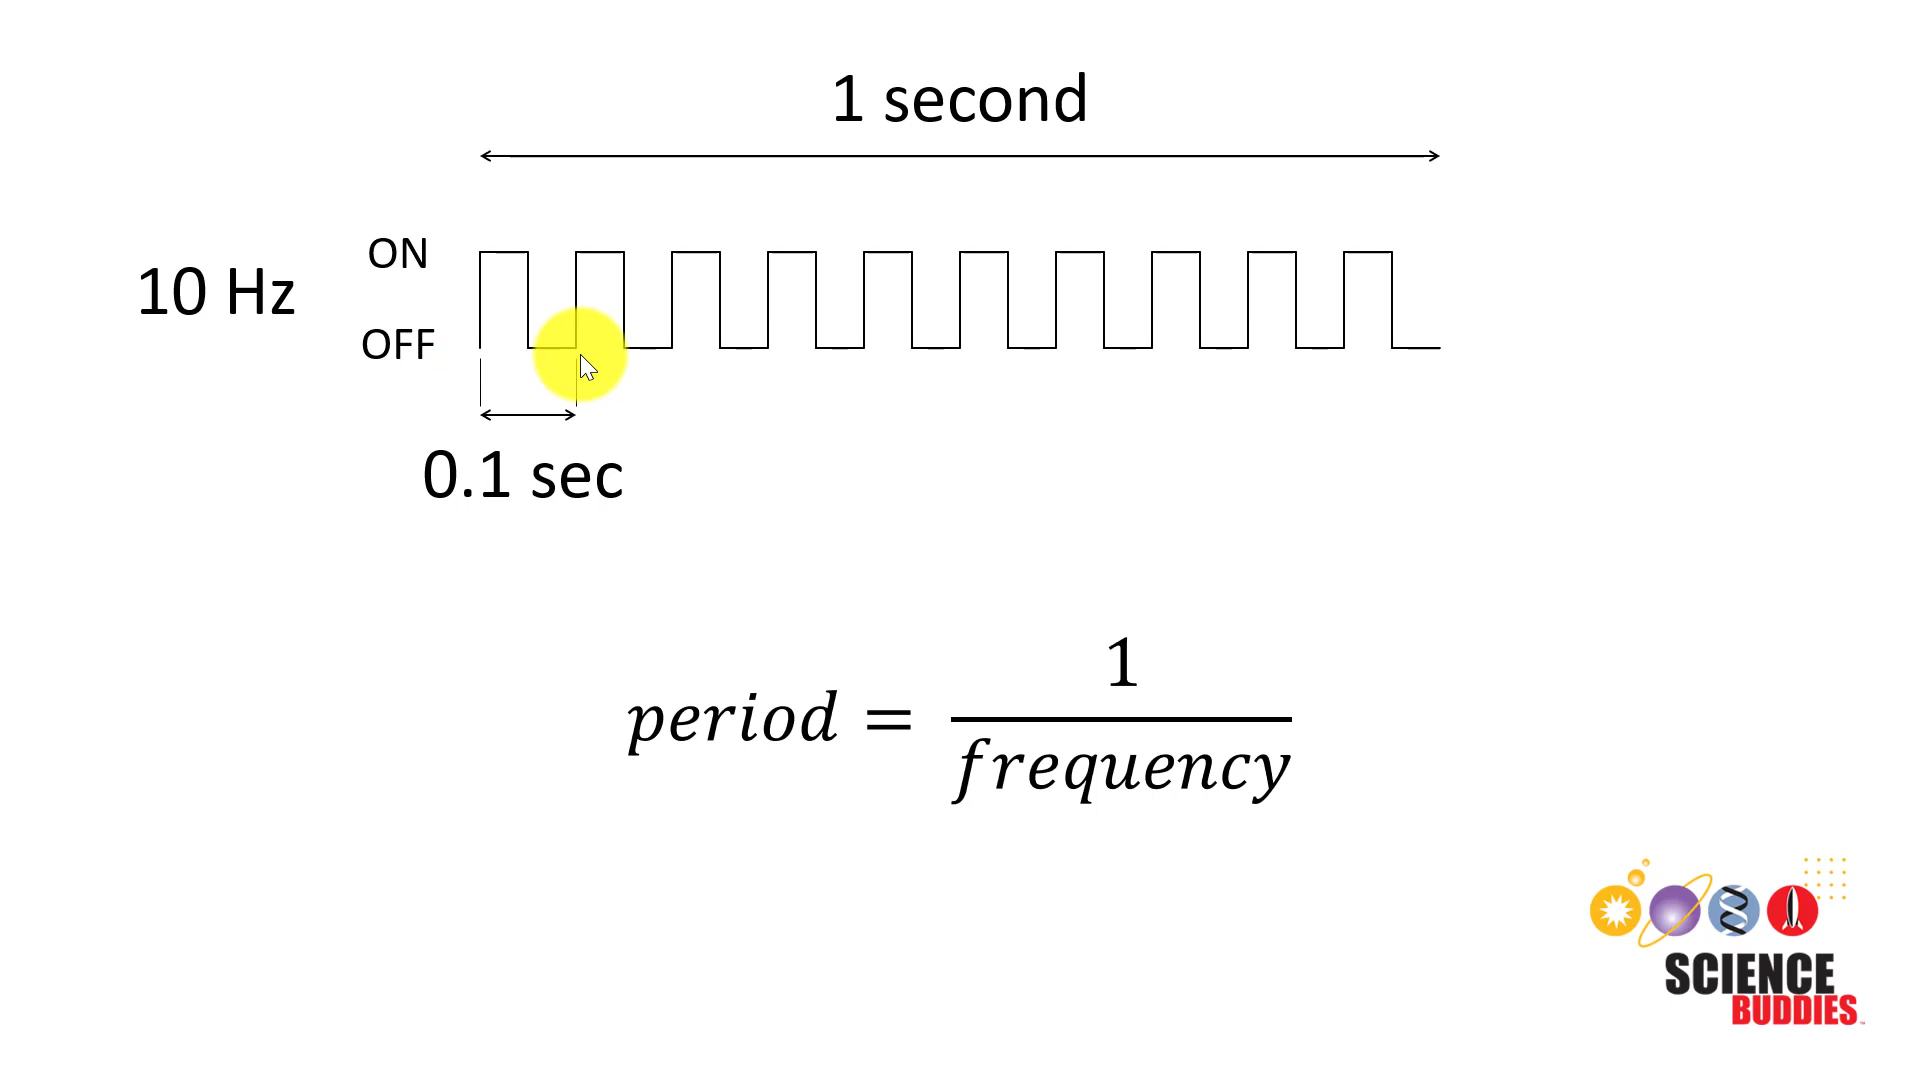 1 second
10 Hz
ON
OFF
0.1 sec
period = 1 / frequency
SCIENCE
BUDDIES